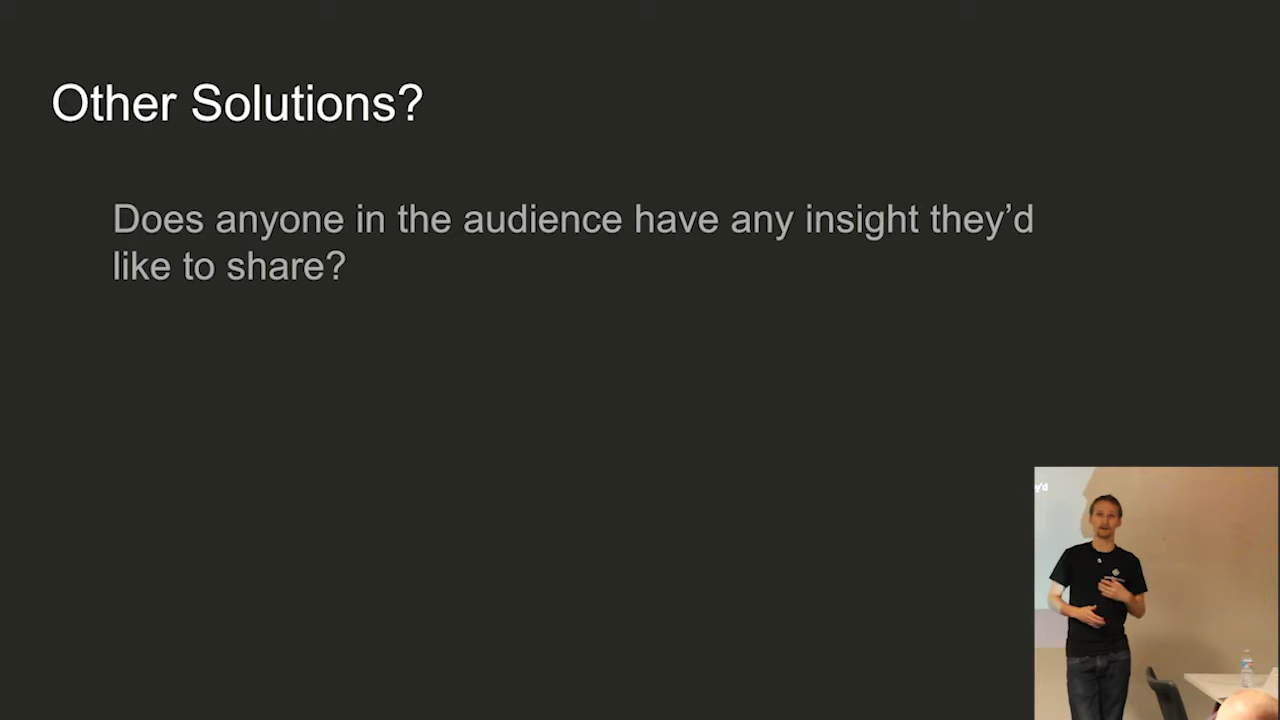 Other Solutions?
Does anyone in the audience have any insight they’d
like to share?
y'd